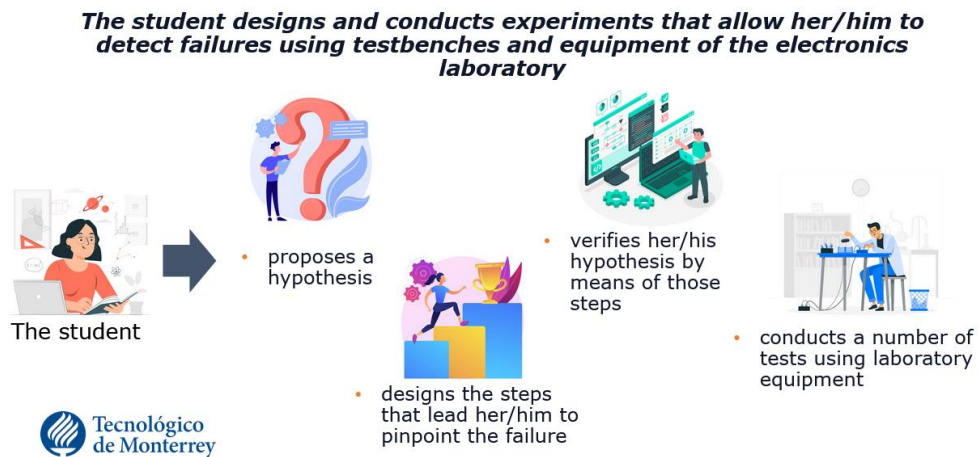 The student designs and conducts experiments that allow her/him to
detect failures using testbenches and equipment of the electronics
laboratory
The student
• proposes a
hypothesis
• designs the steps
that lead her/him to
pinpoint the failure
• verifies her/his
hypothesis by
means of those
steps
• conducts a number of
tests using laboratory
equipment
Tecnológico
de Monterrey